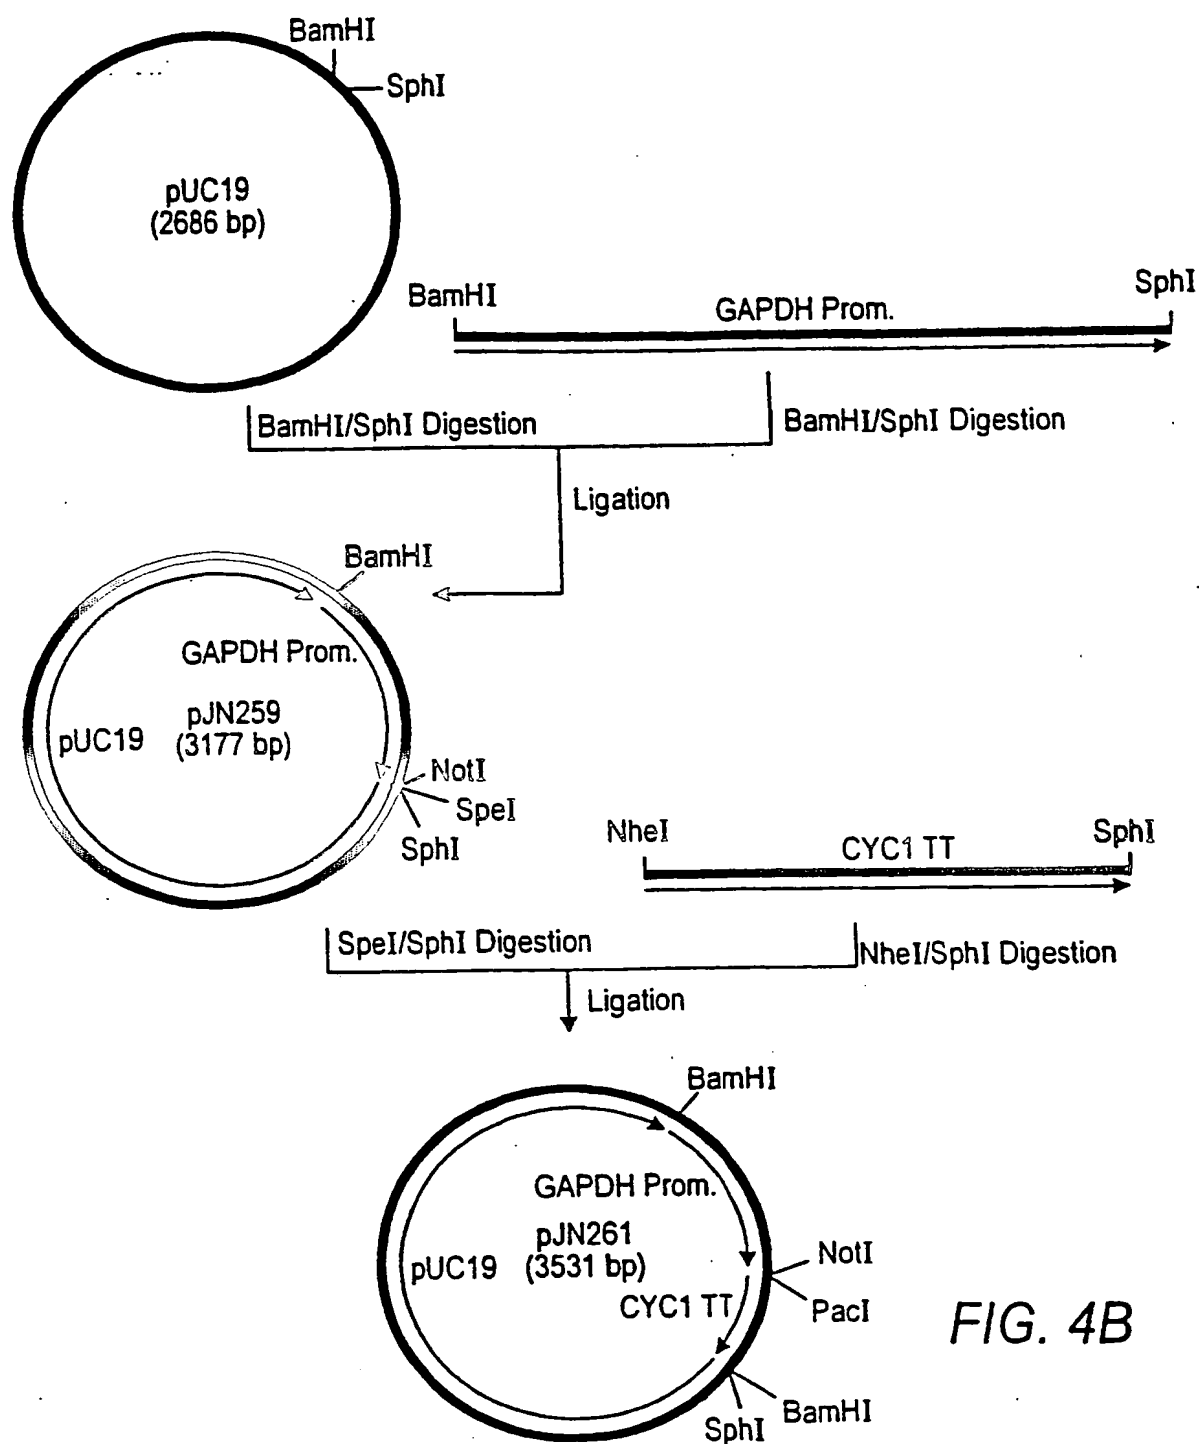 BamHI
SphI
pUC19
(2686 bp)
BamHI
GAPDH Prom.
SphI
BamHI/SphI Digestion
BamHI/SphI Digestion
Ligation
BamHI
GAPDH Prom.
pUC19
pJN259
(3177 bp)
NotI
SpeI
SphI
NheI
CYC1 TT
SphI
SpeI/SphI Digestion
NheI/SphI Digestion
Ligation
BamHI
GAPDH Prom.
pUC19
pJN261
(3531 bp)
CYC1 TT
NotI
PacI
BamHI
SphI
FIG. 4B